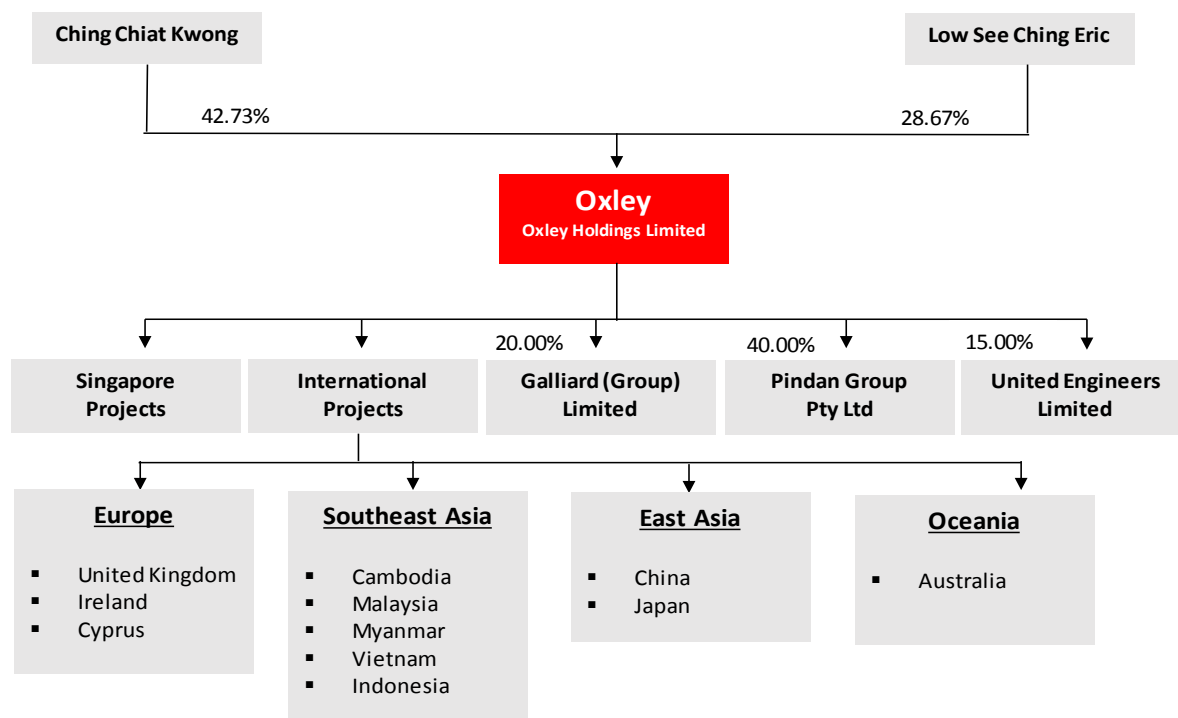 Ching Chiat Kwong
Low See Ching Eric
42.73%
28.67%
Oxley
Oxley Holdings Limited
20.00%
40.00%
15.00%
Singapore
Projects
International
Projects
Galliard (Group)
Limited
Pindan Group
Pty Ltd
United Engineers
Limited
Europe
▪ United Kingdom
▪ Ireland
▪ Cyprus
Southeast Asia
▪ Cambodia
▪ Malaysia
▪ Myanmar
▪ Vietnam
▪ Indonesia
East Asia
▪ China
▪ Japan
Oceania
▪ Australia